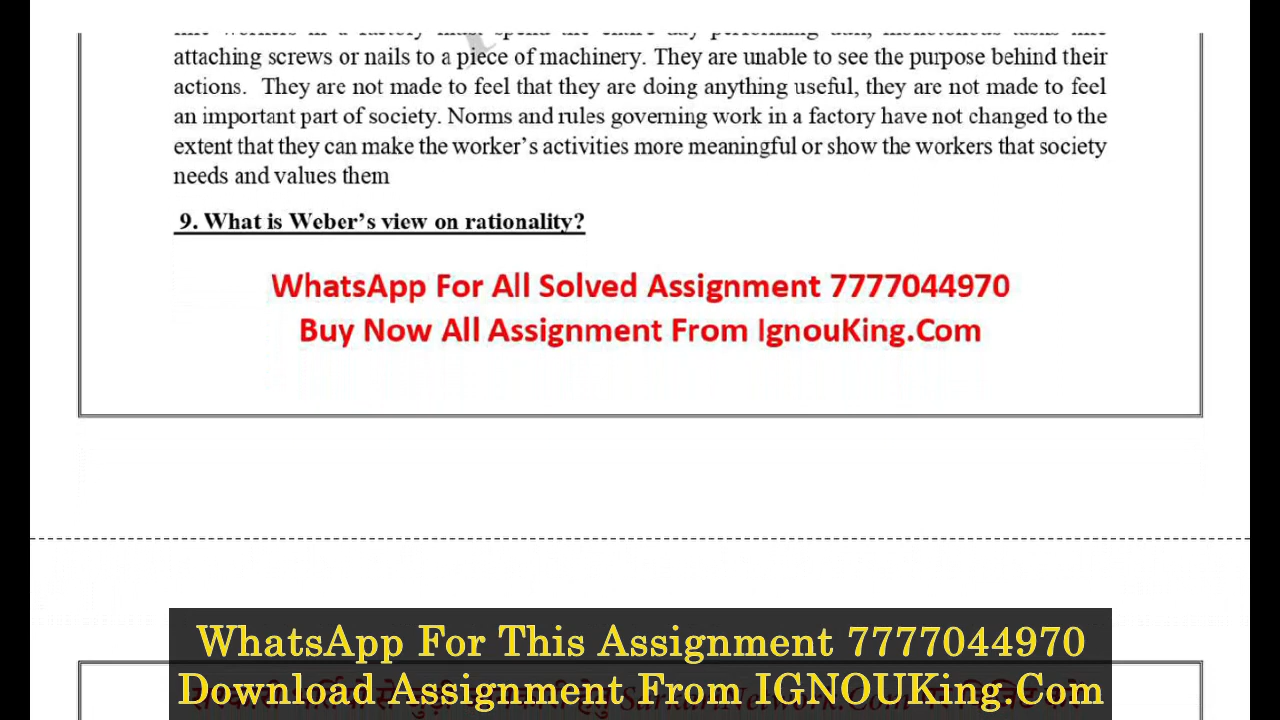 attaching screws or nails to a piece of machinery. They are unable to see the purpose behind their
actions. They are not made to feel that they are doing anything useful, they are not made to feel
an important part of society. Norms and rules governing work in a factory have not changed to the
extent that they can make the worker's activities more meaningful or show the workers that society
needs and values them
9. What is Weber's view on rationality?
WhatsApp For All Solved Assignment 7777044970
Buy Now All Assignment From IgnouKing.Com
WhatsApp For This Assignment 7777044970
Download Assignment From IGNOUKing.Com